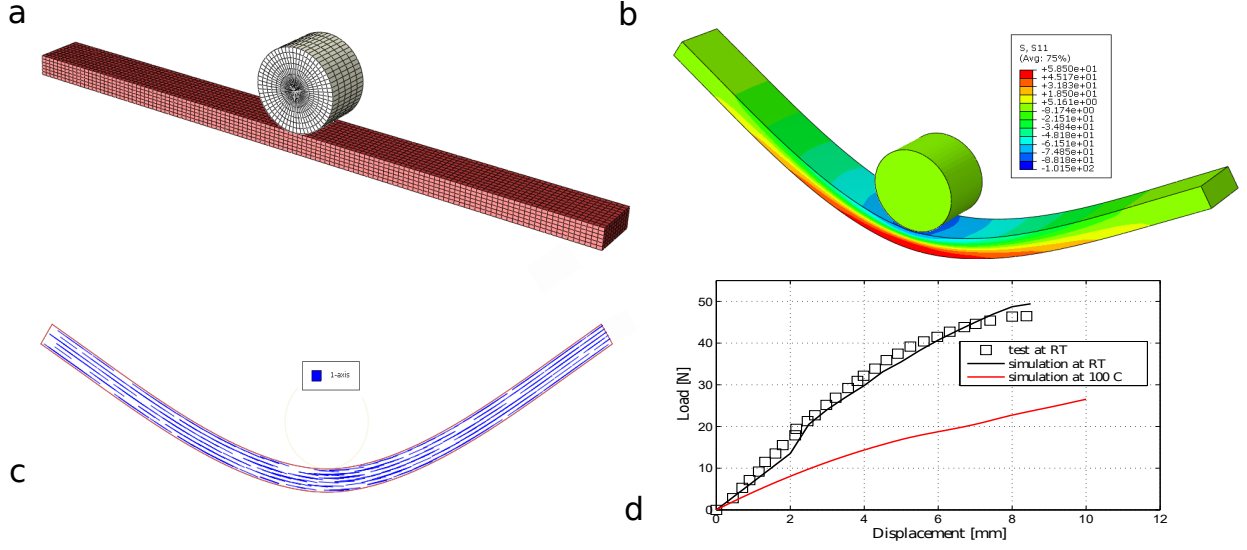 a
b
S, S11
(Avg: 75%)
+5.850e+01
+4.517e+01
+3.183e+01
+1.850e+01
+5.161e+00
-8.174e+00
-2.151e+01
-3.484e+01
-4.818e+01
-6.151e+01
-7.485e+01
-8.818e+01
-1.015e+02
1-axis
c
d
50
40
30
20
10
0
Load [N]
test at RT
simulation at RT
simulation at 100 C
0 2 4 6 8 10 12
Displacement [mm]